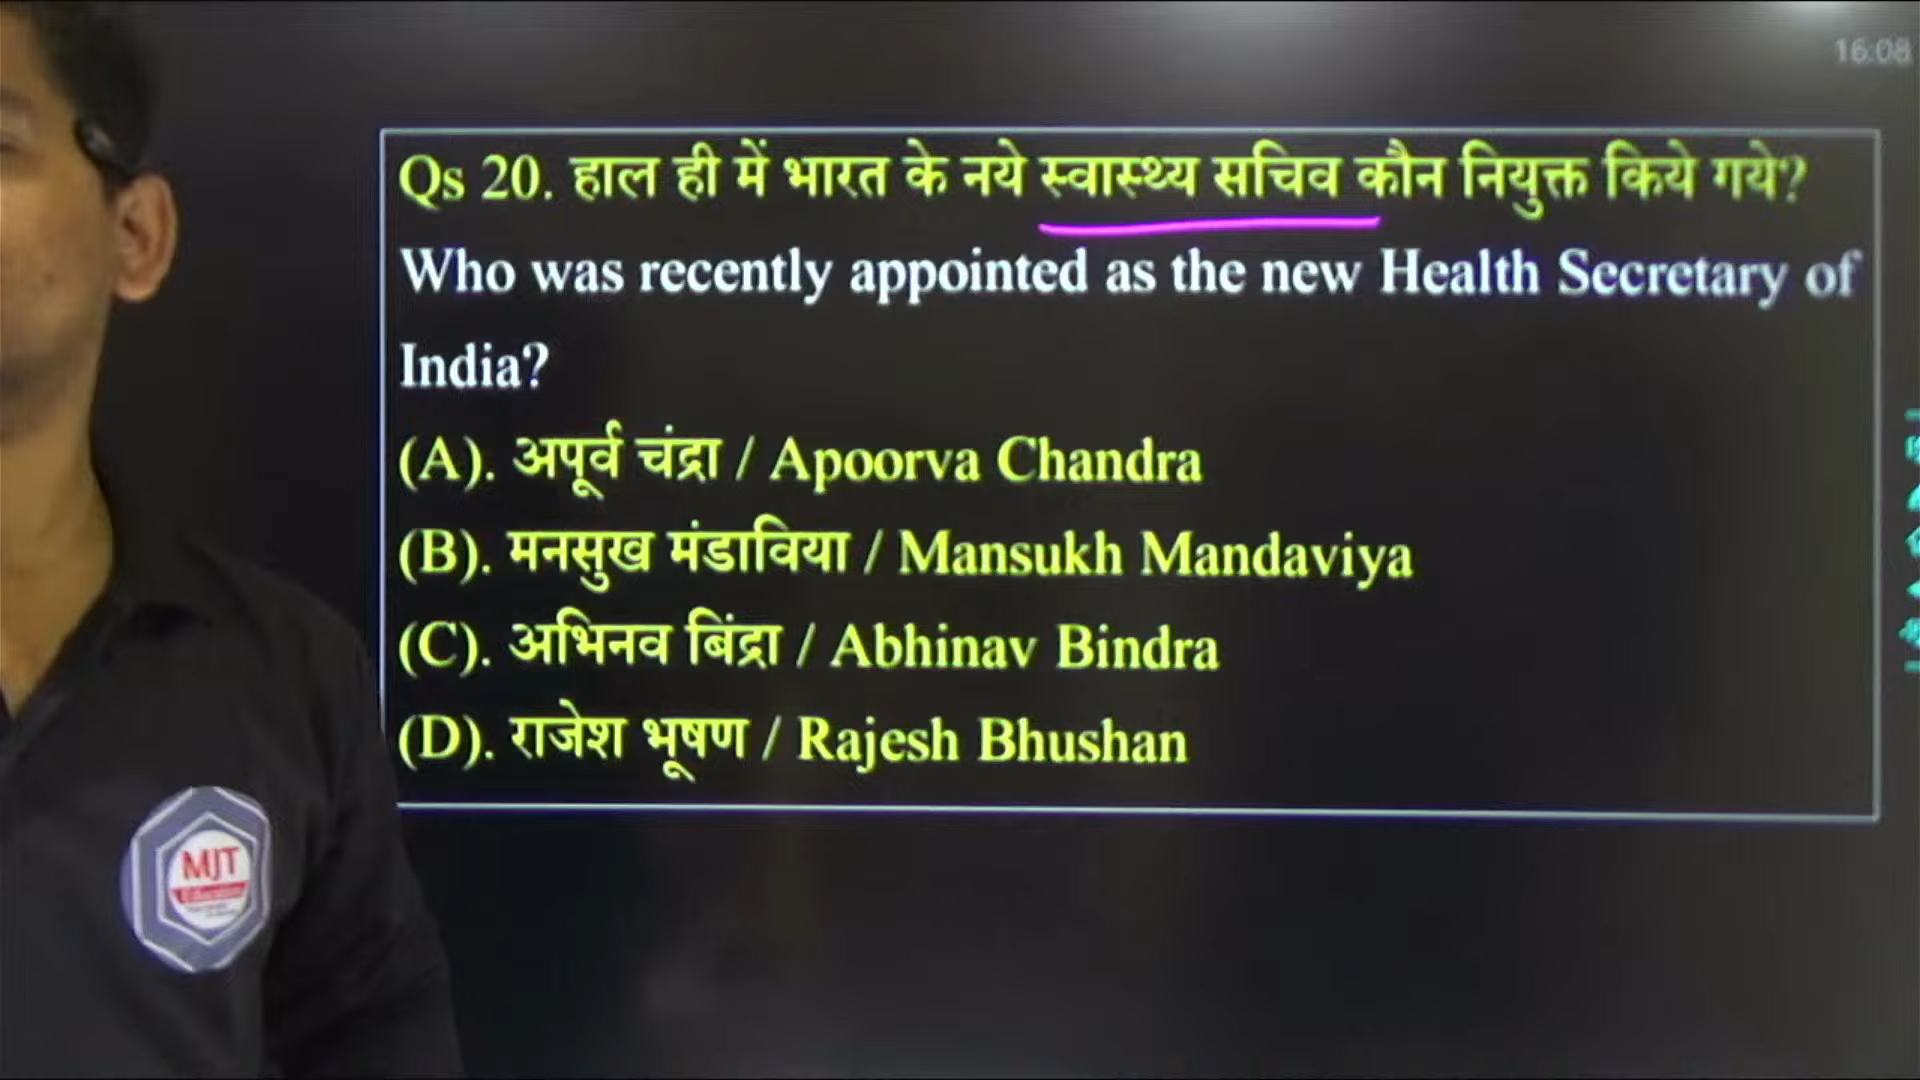 16:08
Qs 20. हाल ही में भारत के नये स्वास्थ्य सचिव कौन नियुक्त किये गये?
Who was recently appointed as the new Health Secretary of
India?
(A). अपूर्व चंद्रा / Apoorva Chandra
(B). मनसुख मंडाविया / Mansukh Mandaviya
(C). अभिनव बिंद्रा / Abhinav Bindra
(D). राजेश भूषण / Rajesh Bhushan
MJT
Education